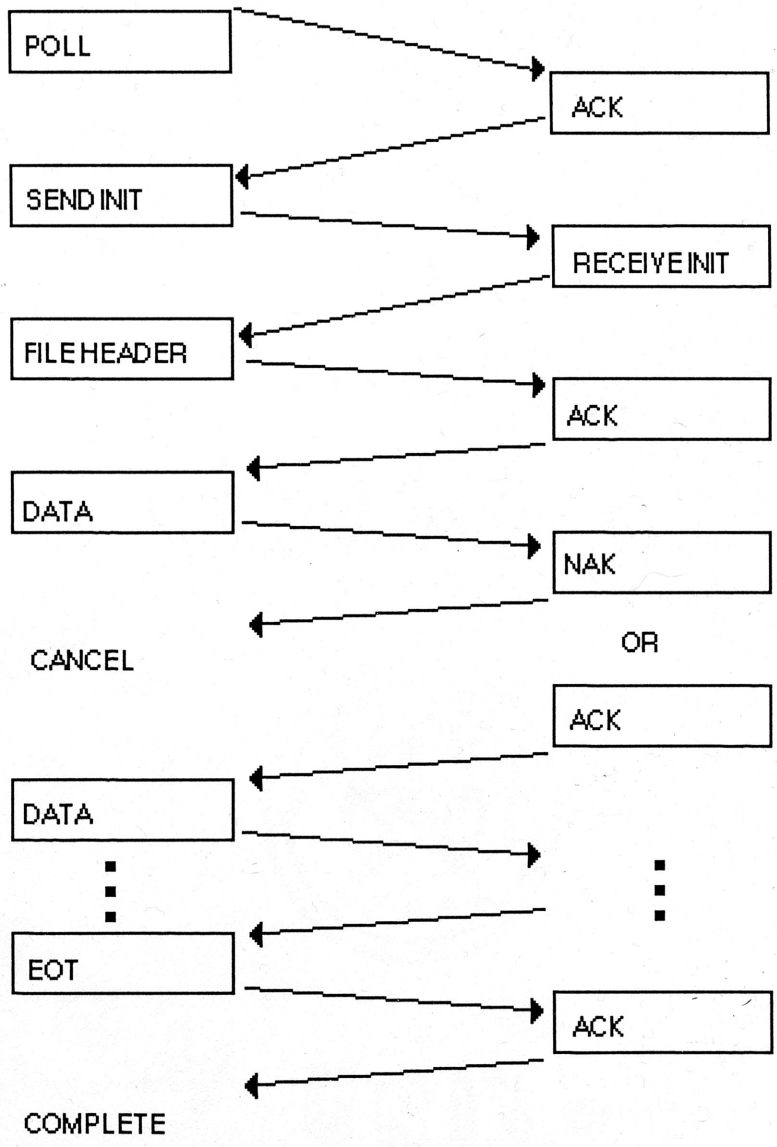 POLL
ACK
SEND INIT
RECEIVE INIT
FILE HEADER
ACK
DATA
NAK
OR
CANCEL
ACK
DATA
EOT
ACK
COMPLETE